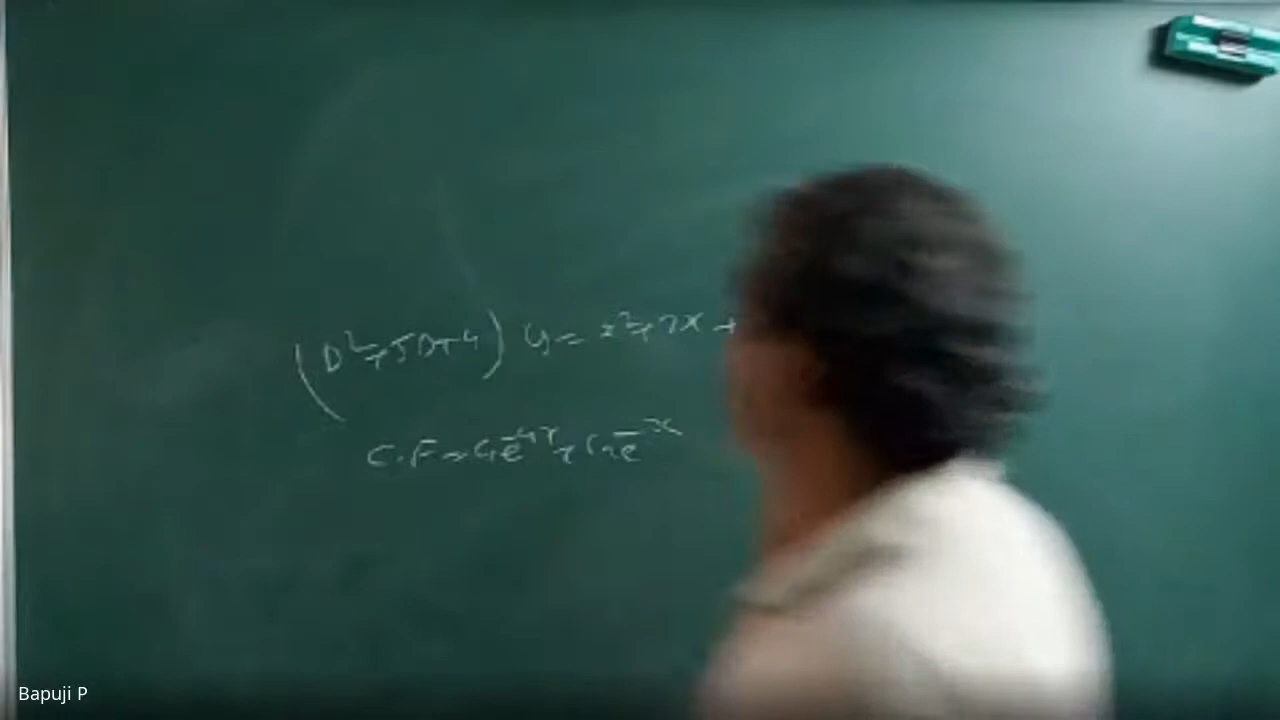 (D²+5D+4) y = x²+7x +
C.F = C₁e⁻⁴ˣ + C₂e⁻ˣ
Bapuji P